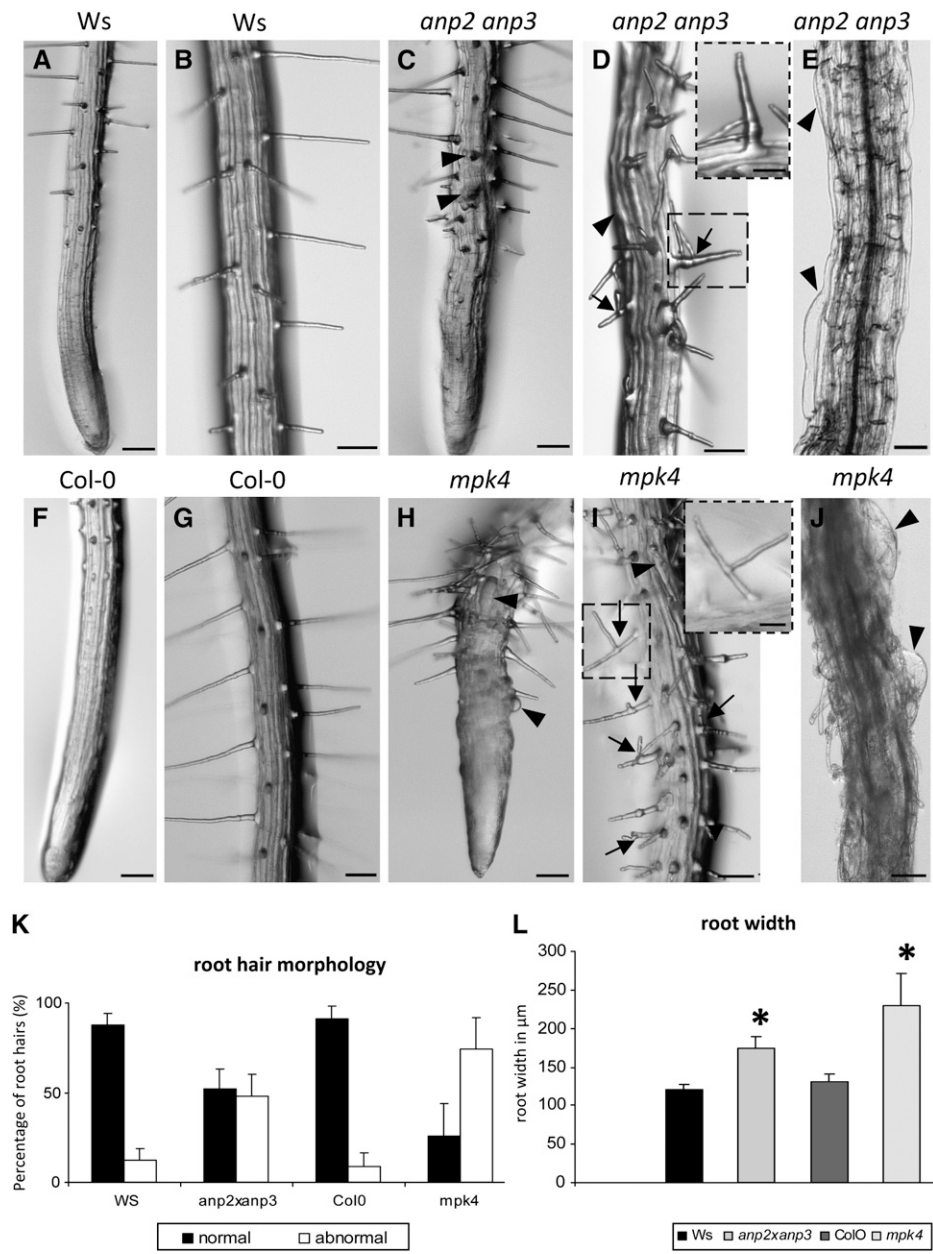 Ws Ws anp2 anp3 anp2 anp3 anp2 anp3
A B C D E
Col-0 Col-0 mpk4 mpk4 mpk4
F G H I J
K
root hair morphology
Percentage of root hairs (%)
100
50
0
WS anp2xanp3 Col0 mpk4
normal abnormal
L
root width
root width in µm
300
250
200
150
100
50
0
* *
Ws anp2xanp3 ColO mpk4